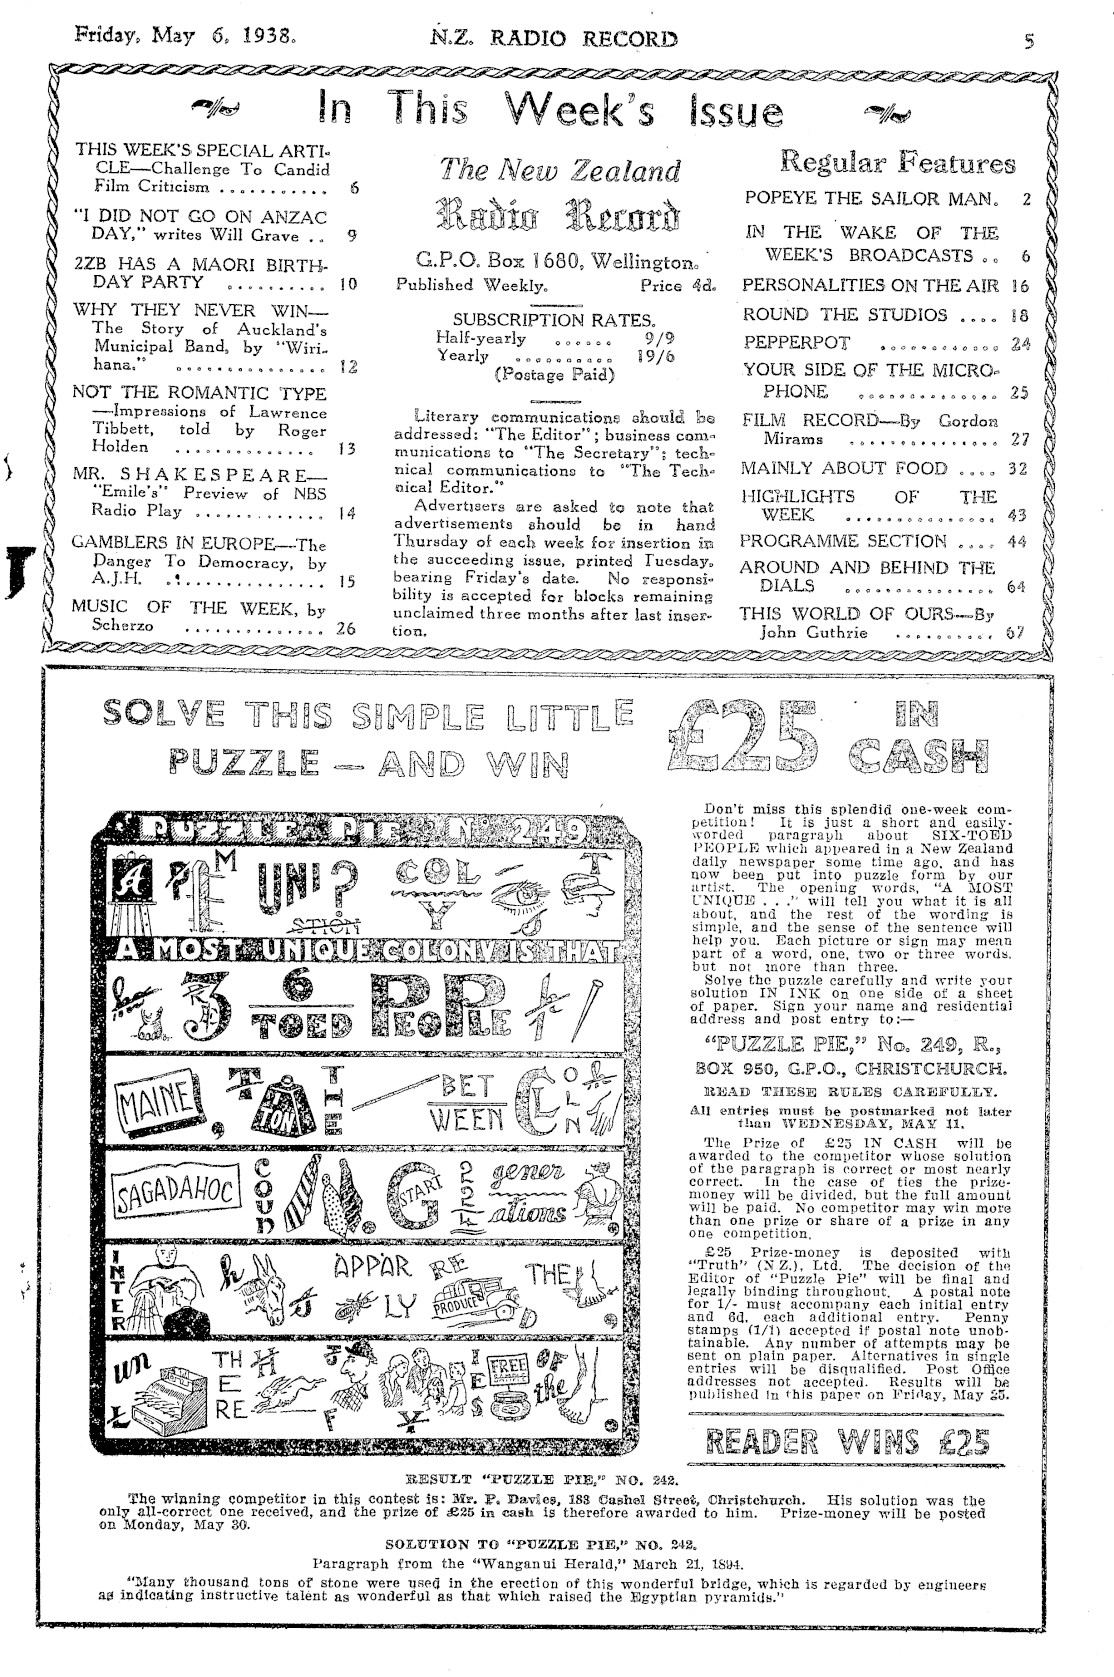 Friday, May 6, 1938.
N.Z. RADIO RECORD
5
In This Week's Issue
THIS WEEK'S SPECIAL ARTI-
CLE—Challenge To Candid
Film Criticism ........... 6
"I DID NOT GO ON ANZAC
DAY," writes Will Grave .. 9
2ZB HAS A MAORI BIRTH-
DAY PARTY .......... 10
WHY THEY NEVER WIN—
The Story of Auckland's
Municipal Band, by "Wiri-
hana." ............... 12
NOT THE ROMANTIC TYPE
—Impressions of Lawrence
Tibbett, told by Roger
Holden .............. 13
MR. SHAKESPEARE—
"Emile's" Preview of NBS
Radio Play ............. 14
GAMBLERS IN EUROPE—The
Danger To Democracy, by
A.J.H. ................ 15
MUSIC OF THE WEEK, by
Scherzo .............. 26
The New Zealand
Radio Record
G.P.O. Box 1680, Wellington.
Published Weekly. Price 4d.
SUBSCRIPTION RATES.
Half-yearly ...... 9/9
Yearly .......... 19/6
(Postage Paid)
Literary communications should be
addressed: "The Editor"; business com-
munications to "The Secretary"; tech-
nical communications to "The Tech-
nical Editor."
Advertisers are asked to note that
advertisements should be in hand
Thursday of each week for insertion in
the succeeding issue, printed Tuesday,
bearing Friday's date. No responsi-
bility is accepted for blocks remaining
unclaimed three months after last inser-
tion.
Regular Features
POPEYE THE SAILOR MAN. 2
IN THE WAKE OF THE
WEEK'S BROADCASTS .. 6
PERSONALITIES ON THE AIR 16
ROUND THE STUDIOS .... 18
PEPPERPOT ............ 24
YOUR SIDE OF THE MICRO-
PHONE .............. 25
FILM RECORD—By Gordon
Mirams ............... 27
MAINLY ABOUT FOOD .... 32
HIGHLIGHTS OF THE
WEEK ............... 43
PROGRAMME SECTION .... 44
AROUND AND BEHIND THE
DIALS ............... 64
THIS WORLD OF OURS—By
John Guthrie .......... 67
SOLVE THIS SIMPLE LITTLE
PUZZLE — AND WIN
£25 IN
CASH
PUZZLE PIE No 249
A M UNI? COL T
STION Y
A MOST UNIQUE COLONY IS THAT
6
TOED PEOPLE
MAINE, T 1 TON THE BET
WEEN C L O I N
SAGADAHOC COUN G START 224 gener
ations
INTER h APPAR RE THE
LY PRODUCE
un TH H IES FREE OF
E the
L RE F Y
Don't miss this splendid one-week com-
petition! It is just a short and easily-
worded paragraph about SIX-TOED
PEOPLE which appeared in a New Zealand
daily newspaper some time ago, and has
now been put into puzzle form by our
artist. The opening words, "A MOST
UNIQUE . . ." will tell you what it is all
about, and the rest of the wording is
simple, and the sense of the sentence will
help you. Each picture or sign may mean
part of a word, one, two or three words,
but not more than three.
Solve the puzzle carefully and write your
solution IN INK on one side of a sheet
of paper. Sign your name and residential
address and post entry to:—
"PUZZLE PIE," No. 249, R.,
BOX 950, G.P.O., CHRISTCHURCH.
READ THESE RULES CAREFULLY.
All entries must be postmarked not later
than WEDNESDAY, MAY 11.
The Prize of £25 IN CASH will be
awarded to the competitor whose solution
of the paragraph is correct or most nearly
correct. In the case of ties the prize-
money will be divided, but the full amount
will be paid. No competitor may win more
than one prize or share of a prize in any
one competition.
£25 Prize-money is deposited with
"Truth" (N.Z.), Ltd. The decision of the
Editor of "Puzzle Pie" will be final and
legally binding throughout. A postal note
for 1/- must accompany each initial entry
and 6d. each additional entry. Penny
stamps (1/1) accepted if postal note unob-
tainable. Any number of attempts may be
sent on plain paper. Alternatives in single
entries will be disqualified. Post Office
addresses not accepted. Results will be
published in this paper on Friday, May 25.
READER WINS £25
RESULT "PUZZLE PIE," NO. 242.
The winning competitor in this contest is: Mr. P. Davies, 183 Cashel Street, Christchurch. His solution was the
only all-correct one received, and the prize of £25 in cash is therefore awarded to him. Prize-money will be posted
on Monday, May 30.
SOLUTION TO "PUZZLE PIE," NO. 242.
Paragraph from the "Wanganui Herald," March 21, 1894.
"Many thousand tons of stone were used in the erection of this wonderful bridge, which is regarded by engineers
as indicating instructive talent as wonderful as that which raised the Egyptian pyramids."